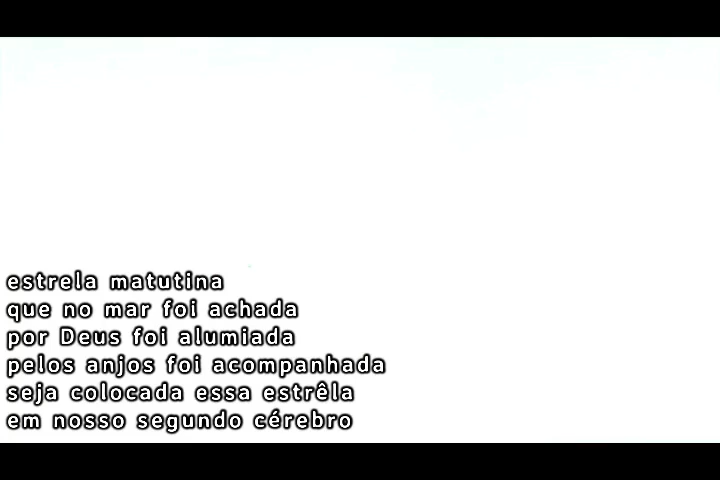 estrela matutina
que no mar foi achada
por Deus foi alumiada
pelos anjos foi acompanhada
seja colocada essa estrêla
em nosso segundo cérebro